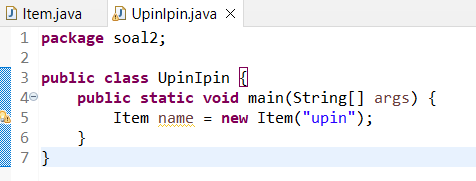 Item.java
UpinIpin.java
1 package soal2;
2
3 public class UpinIpin {
4 public static void main(String[] args) {
5 Item name = new Item("upin");
6 }
7 }